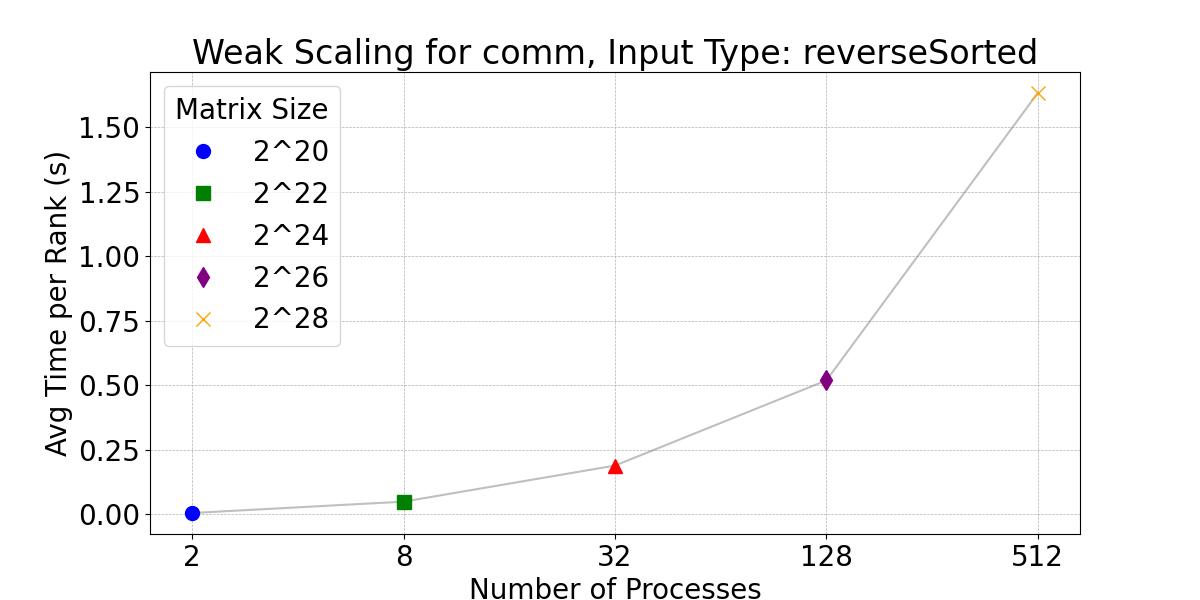 Weak Scaling for comm, Input Type: reverseSorted
Matrix Size
2^20
2^22
2^24
2^26
2^28
Avg Time per Rank (s)
1.50
1.25
1.00
0.75
0.50
0.25
0.00
2 8 32 128 512
Number of Processes